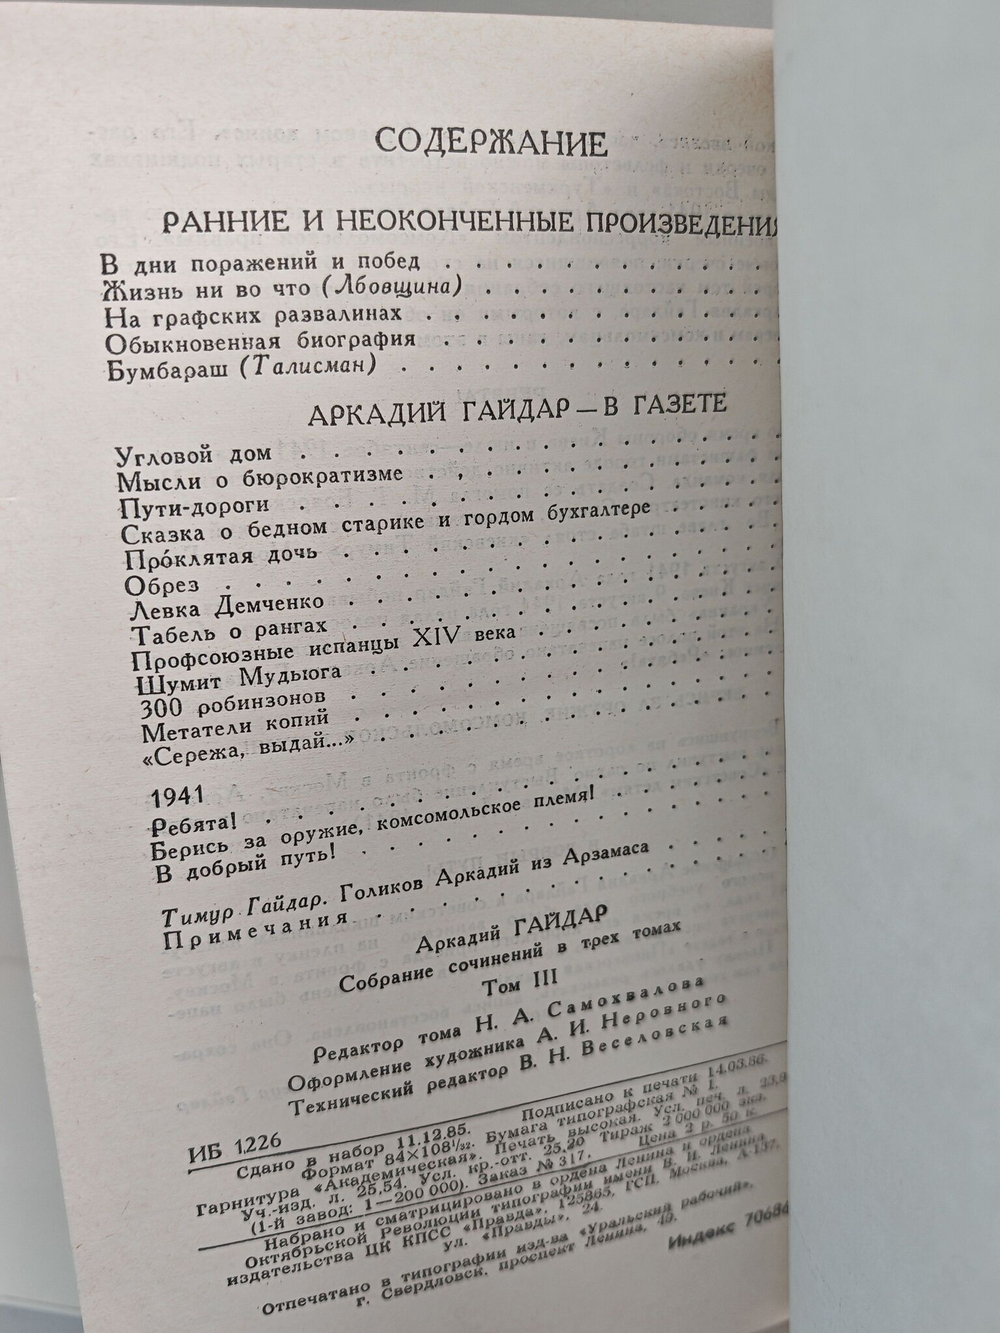 СОДЕРЖАНИЕ
РАННИЕ И НЕОКОНЧЕННЫЕ ПРОИЗВЕДЕНИЯ
В дни поражений и побед . . . . . . . . . . . .
Жизнь ни во что (Лбовщина) . . . . . . . . . . .
На графских развалинах . . . . . . . . . . . . .
Обыкновенная биография . . . . . . . . . . . .
Бумбараш (Талисман) . . . . . . . . . . . . . .
АРКАДИЙ ГАЙДАР — В ГАЗЕТЕ
Угловой дом . . . . . . . . . . . . . . . . . .
Мысли о бюрократизме . . . . . . . . . . . . .
Пути-дороги . . . . . . . . . . . . . . . . . .
Сказка о бедном старике и гордом бухгалтере . . . .
Про́клятая дочь . . . . . . . . . . . . . . . .
Обрез . . . . . . . . . . . . . . . . . . . .
Левка Демченко . . . . . . . . . . . . . . . .
Табель о рангах . . . . . . . . . . . . . . . .
Профсоюзные испанцы XIV века . . . . . . . . .
Шумит Мудьюга . . . . . . . . . . . . . . . .
300 робинзонов . . . . . . . . . . . . . . . .
Метатели копий . . . . . . . . . . . . . . . .
«Сережа, выдай...» . . . . . . . . . . . . . . .
1941
Ребята! . . . . . . . . . . . . . . . . . . .
Берись за оружие, комсомольское племя! . . . . . .
В добрый путь! . . . . . . . . . . . . . . . .
Тимур Гайдар. Голиков Аркадий из Арзамаса . . . .
Примечания . . . . . . . . . . . . . . . . .
Аркадий ГАЙДАР
Собрание сочинений в трех томах
Том III
Редактор тома Н. А. Самохвалова
Оформление художника А. И. Неровного
Технический редактор В. Н. Веселовская
ИБ 1226
Сдано в набор 11.12.85. Подписано к печати 14.03.86.
Формат 84×108 1/32. Бумага типографская № 1.
Гарнитура «Академическая». Печать высокая. Усл. печ. л. 23,9
Уч.-изд. л. 25,54. Усл. кр.-отт. 25,20 Тираж 2 000 000 экз.
(1-й завод: 1—200 000). Заказ № 317. Цена 2 р. 50 к.
Набрано и сматрицировано в ордена Ленина и ордена
Октябрьской Революции типографии имени В. И. Ленина
издательства ЦК КПСС «Правда». 125865, ГСП. Москва, А-137,
ул. «Правды», 24.
Отпечатано в типографии изд-ва «Уральский рабочий»,
г. Свердловск, проспект Ленина, 49.
Индекс 70684